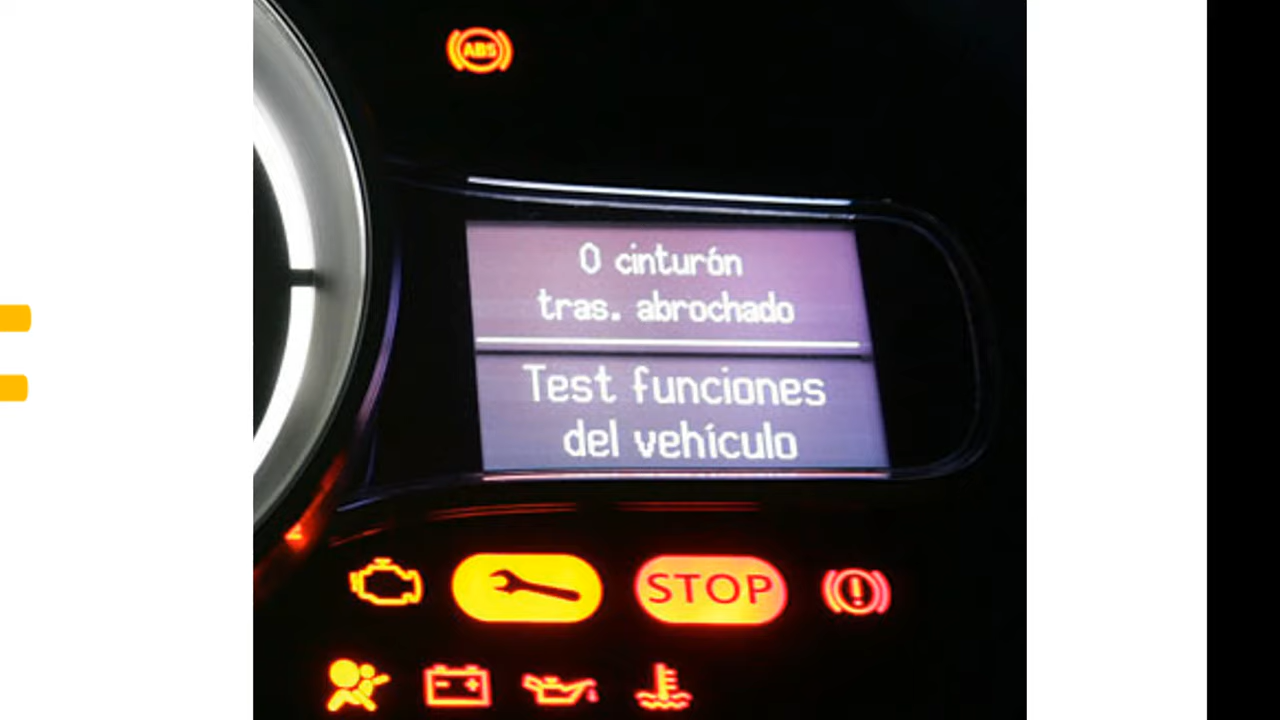 ABS
0 cinturón
tras. abrochado
Test funciones
del vehículo
STOP